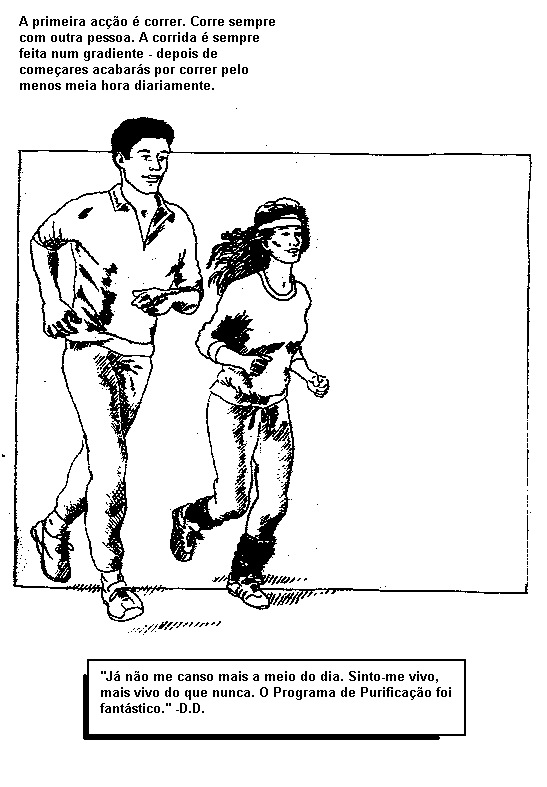 A primeira acção é correr. Corre sempre
com outra pessoa. A corrida é sempre
feita num gradiente - depois de
começares acabarás por correr pelo
menos meia hora diariamente.
"Já não me canso mais a meio do dia. Sinto-me vivo,
mais vivo do que nunca. O Programa de Purificação foi
fantástico." -D.D.